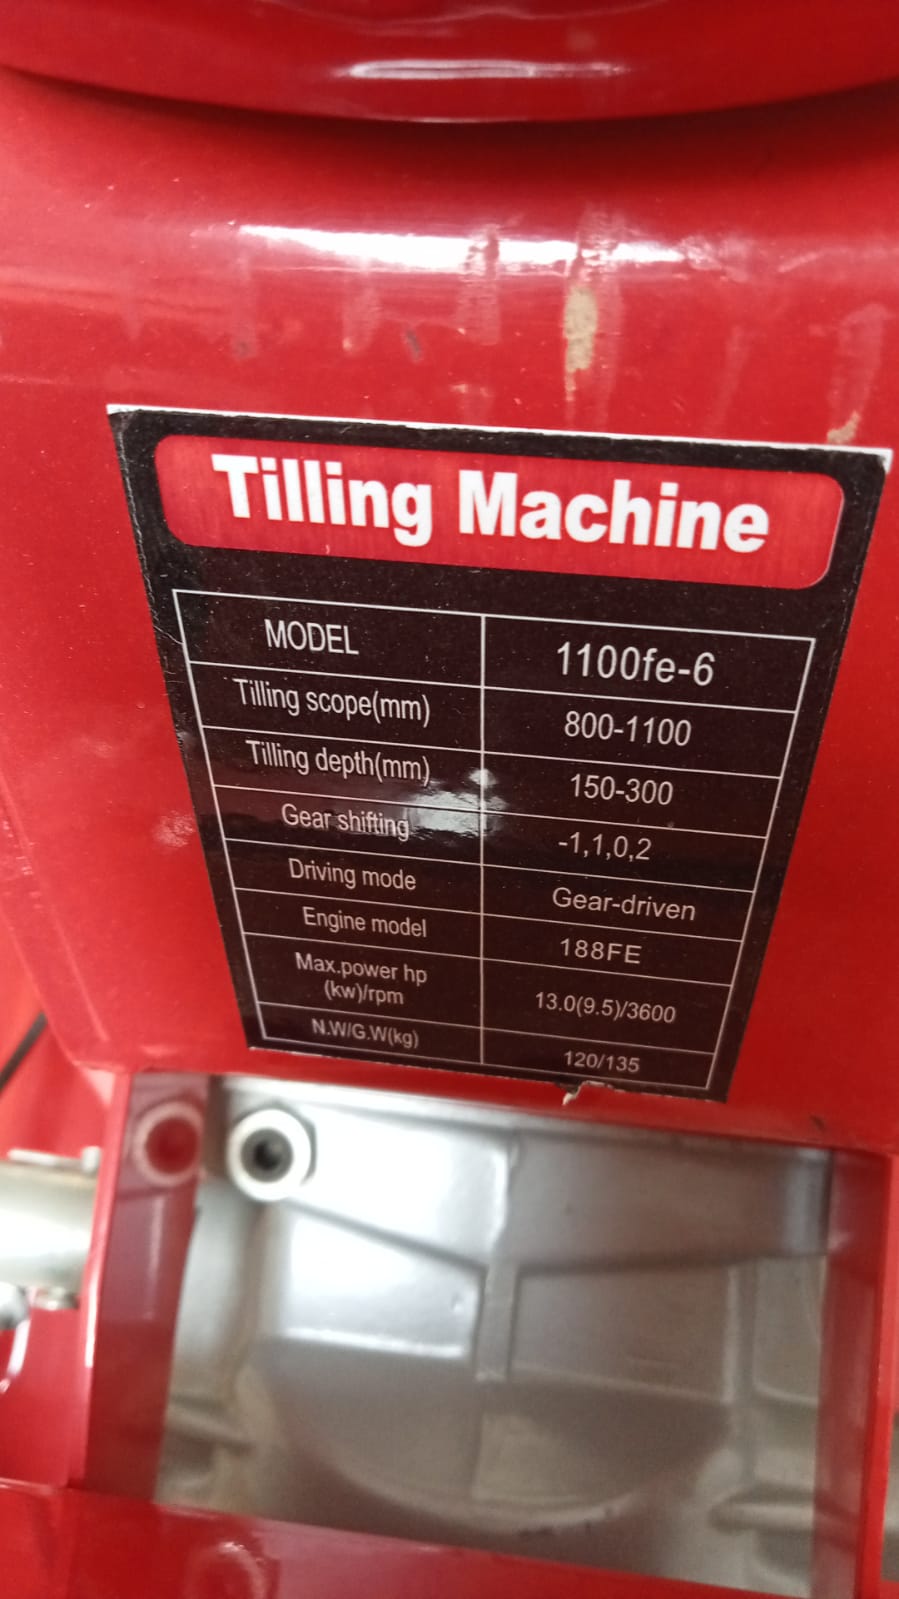 Tilling Machine
MODEL 1100fe-6
Tilling scope(mm) 800-1100
Tilling depth(mm) 150-300
Gear shifting -1,1,0,2
Driving mode Gear-driven
Engine model 188FE
Max.power hp
(kw)/rpm 13.0(9.5)/3600
N.W/G.W(kg) 120/135